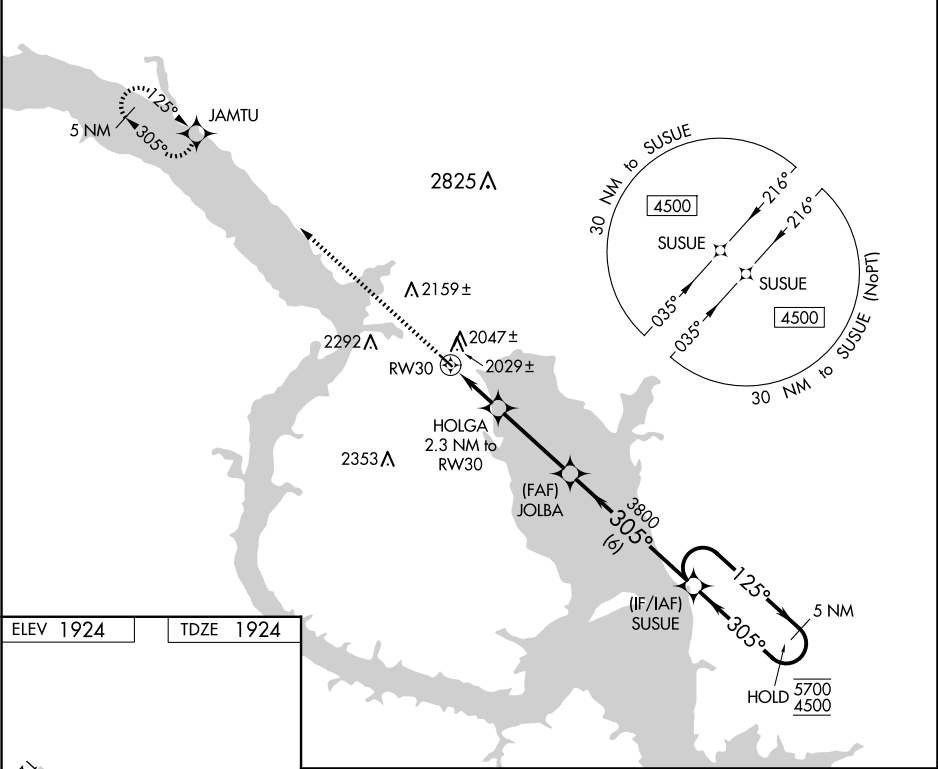 125°
JAMTU
5 NM
305°
2825
30 NM to SUSUE
4500
216°
216°
SUSUE
SUSUE
035°
035°
4500
30 NM to SUSUE (NoPT)
2159±
2292
2047±
2029±
RW30
HOLGA
2.3 NM to
RW30
2353
(FAF)
JOLBA
3800
305°
(6)
125°
(IF/IAF)
SUSUE
5 NM
305°
HOLD 5700
4500
ELEV 1924
TDZE 1924